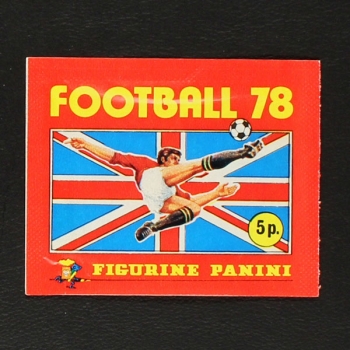 FOOTBALL 78
5p.
FIGURINE PANINI